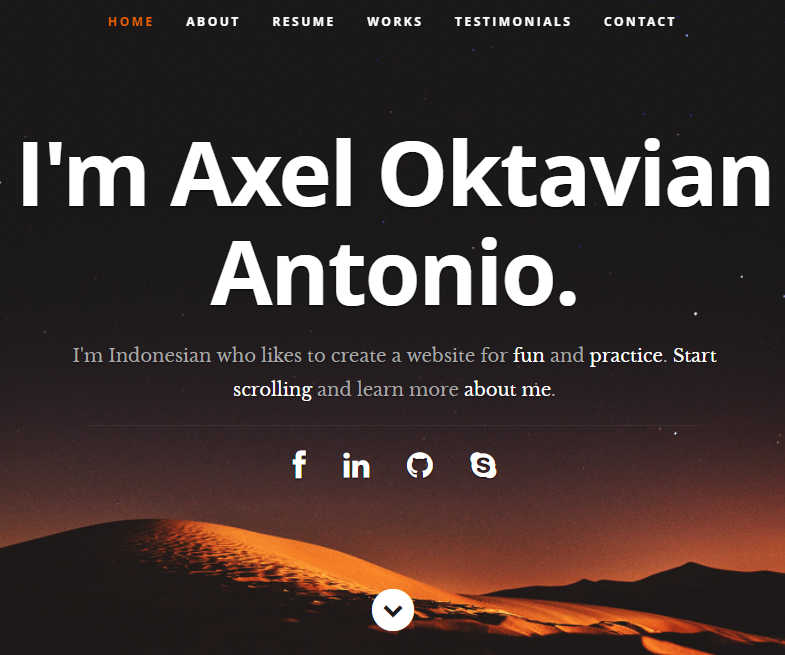 HOME ABOUT RESUME WORKS TESTIMONIALS CONTACT
I'm Axel Oktavian
Antonio.
I'm Indonesian who likes to create a website for fun and practice. Start
scrolling and learn more about me.